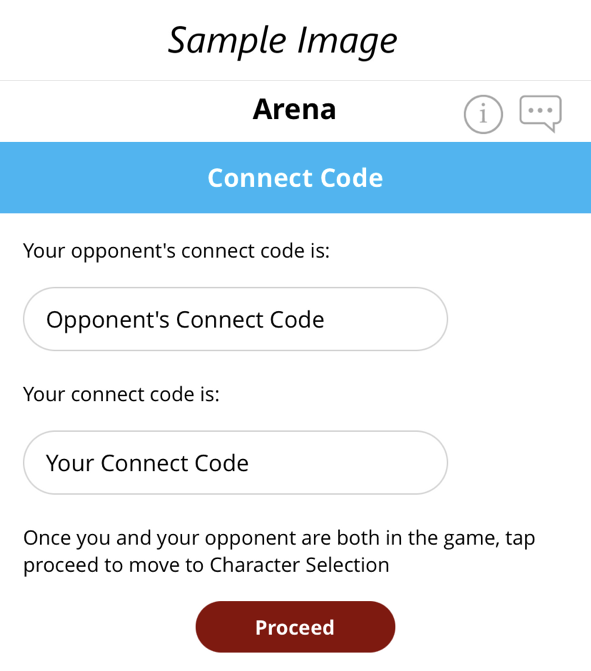 Sample Image
Arena
Connect Code
Your opponent's connect code is:
Opponent's Connect Code
Your connect code is:
Your Connect Code
Once you and your opponent are both in the game, tap
proceed to move to Character Selection
Proceed